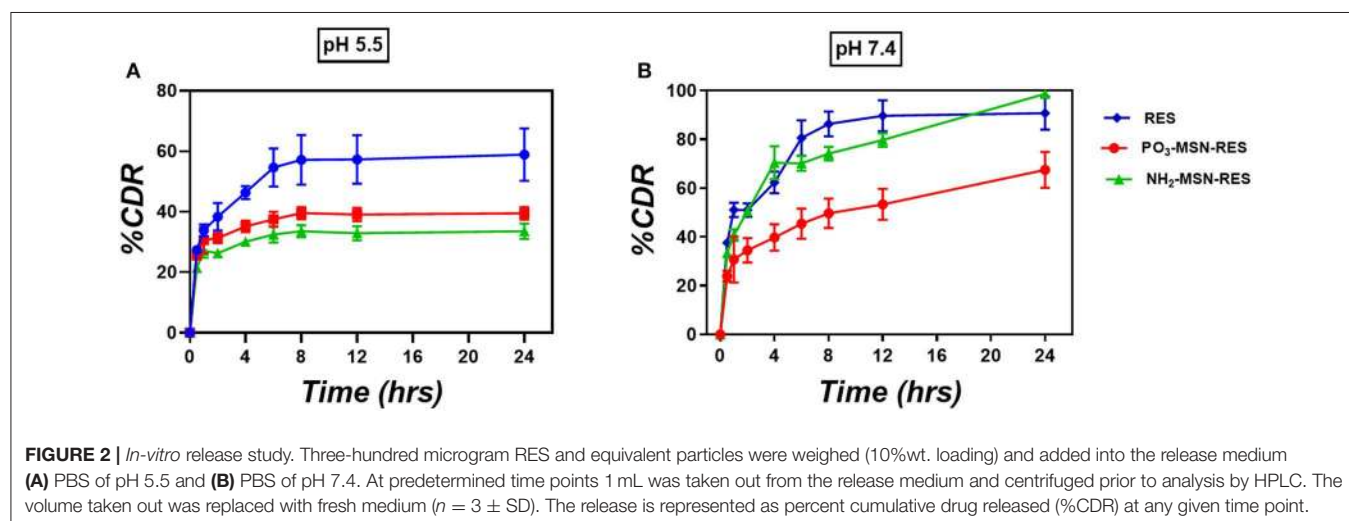 pH 5.5
pH 7.4
A
B
80
60
40
20
0
%CDR
0
4
8
12
16
20
24
Time (hrs)
100
80
60
40
20
0
%CDR
0
4
8
12
16
20
24
Time (hrs)
RES
PO₃-MSN-RES
NH₂-MSN-RES
FIGURE 2 | In-vitro release study. Three-hundred microgram RES and equivalent particles were weighed (10%wt. loading) and added into the release medium
(A) PBS of pH 5.5 and (B) PBS of pH 7.4. At predetermined time points 1 mL was taken out from the release medium and centrifuged prior to analysis by HPLC. The
volume taken out was replaced with fresh medium (n = 3 ± SD). The release is represented as percent cumulative drug released (%CDR) at any given time point.